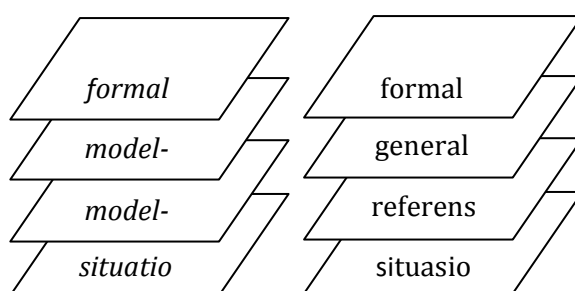 formal
model-
model-
situatio
formal
general
referens
situasio